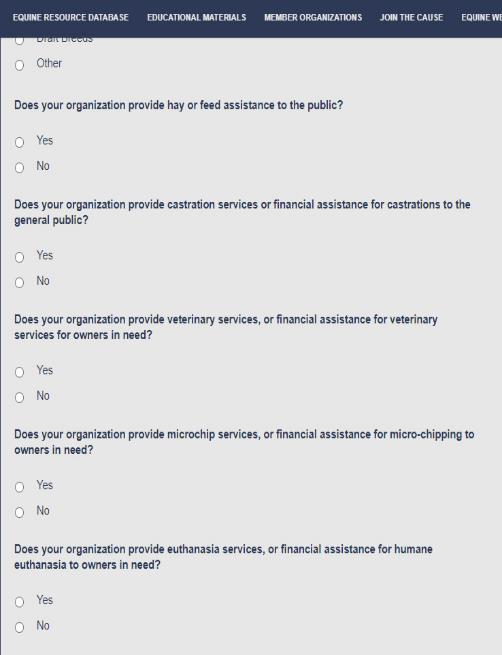 EQUINE RESOURCE DATABASE EDUCATIONAL MATERIALS MEMBER ORGANIZATIONS JOIN THE CAUSE EQUINE WE
Draft Breeds
Other
Does your organization provide hay or feed assistance to the public?
Yes
No
Does your organization provide castration services or financial assistance for castrations to the
general public?
Yes
No
Does your organization provide veterinary services, or financial assistance for veterinary
services for owners in need?
Yes
No
Does your organization provide microchip services, or financial assistance for micro-chipping to
owners in need?
Yes
No
Does your organization provide euthanasia services, or financial assistance for humane
euthanasia to owners in need?
Yes
No